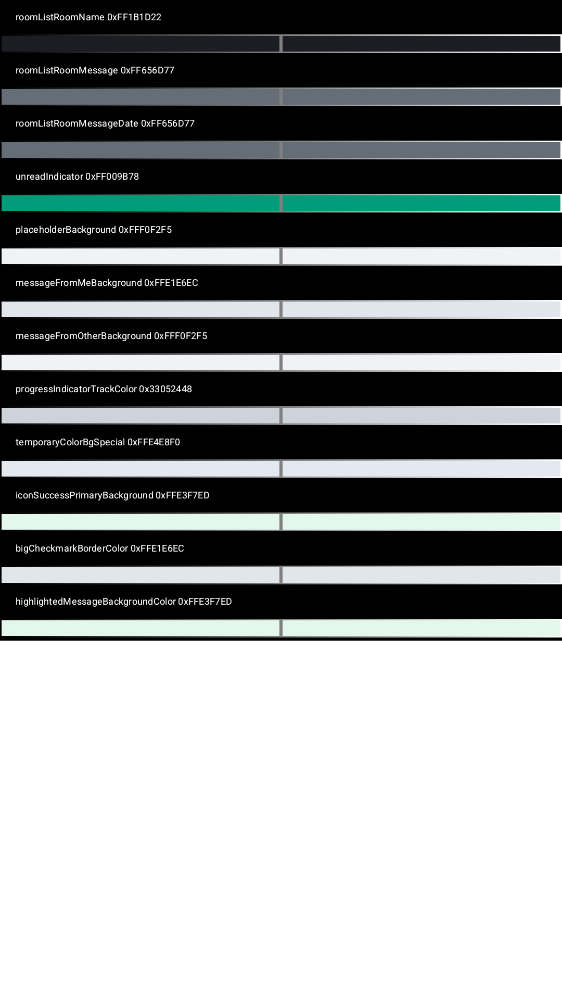 roomListRoomName 0xFF1B1D22
roomListRoomMessage 0xFF656D77
roomListRoomMessageDate 0xFF656D77
unreadIndicator 0xFF009B78
placeholderBackground 0xFFF0F2F5
messageFromMeBackground 0xFFE1E6EC
messageFromOtherBackground 0xFFF0F2F5
progressIndicatorTrackColor 0x33052448
temporaryColorBgSpecial 0xFFE4E8F0
iconSuccessPrimaryBackground 0xFFE3F7ED
bigCheckmarkBorderColor 0xFFE1E6EC
highlightedMessageBackgroundColor 0xFFE3F7ED